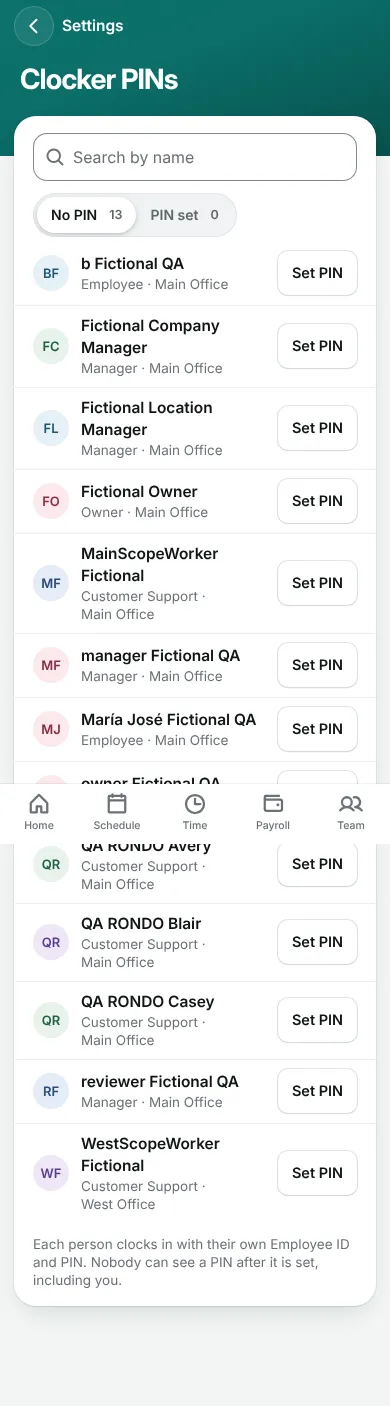 Settings
Clocker PINs
Search by name
No PIN 13 PIN set 0
BF
b Fictional QA
Employee · Main Office
Set PIN
FC
Fictional Company
Manager
Manager · Main Office
Set PIN
FL
Fictional Location
Manager
Manager · Main Office
Set PIN
FO
Fictional Owner
Owner · Main Office
Set PIN
MF
MainScopeWorker
Fictional
Customer Support ·
Main Office
Set PIN
MF
manager Fictional QA
Manager · Main Office
Set PIN
MJ
María José Fictional QA
Employee · Main Office
Set PIN
owner Fictional QA
Home Schedule Time Payroll Team
QR
QA RONDO Avery
Customer Support ·
Main Office
Set PIN
QR
QA RONDO Blair
Customer Support ·
Main Office
Set PIN
QR
QA RONDO Casey
Customer Support ·
Main Office
Set PIN
RF
reviewer Fictional QA
Manager · Main Office
Set PIN
WF
WestScopeWorker
Fictional
Customer Support ·
West Office
Set PIN
Each person clocks in with their own Employee ID
and PIN. Nobody can see a PIN after it is set,
including you.